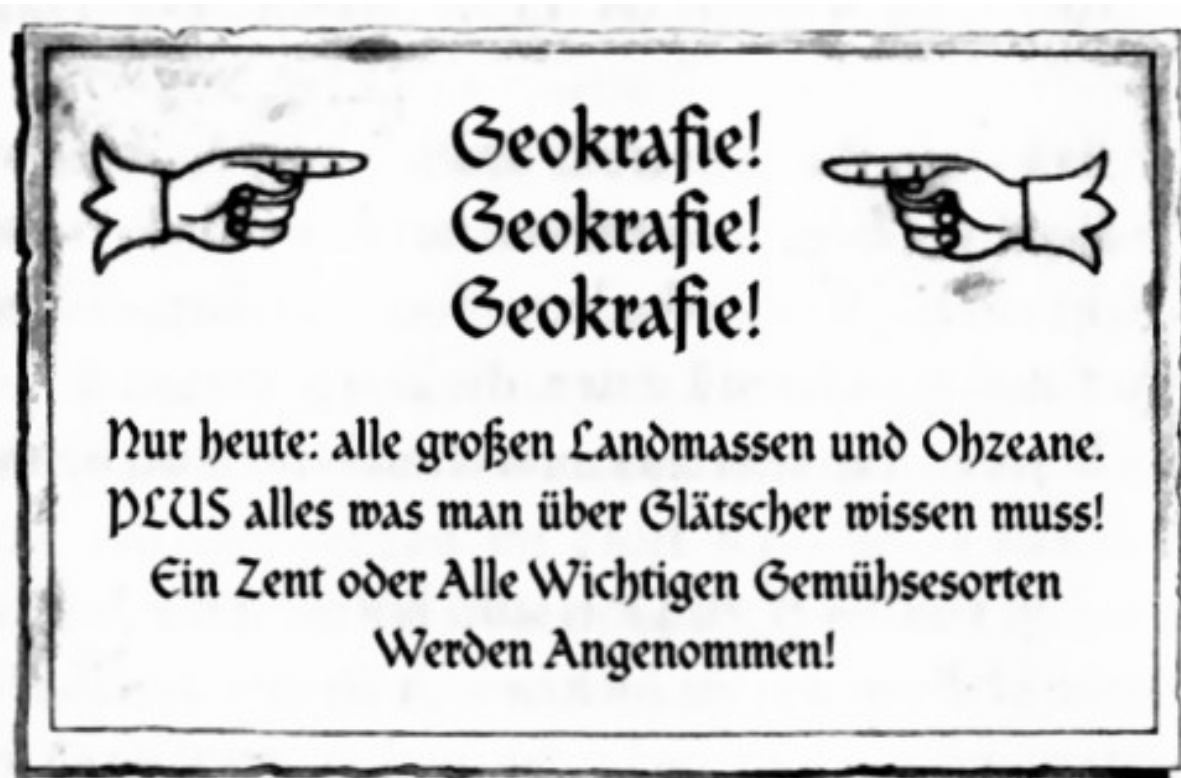 Geokrafie!
Geokrafie!
Geokrafie!
Nur heute: alle großen Landmassen und Ohzeane.
PLUS alles was man über Glätscher wissen muss!
Ein Zent oder Alle Wichtigen Gemühsesorten
Werden Angenommen!